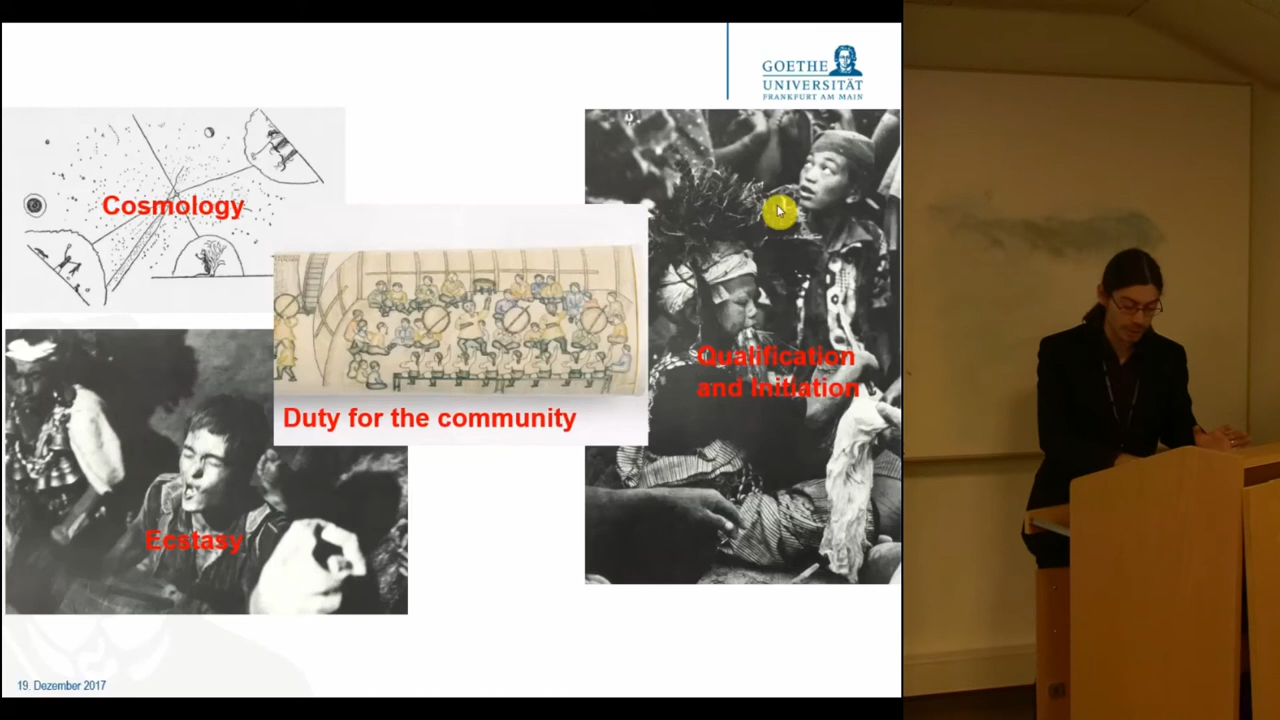 GOETHE
UNIVERSITÄT
FRANKFURT AM MAIN
Cosmology
Duty for the community
Qualification
and Initiation
Ecstasy
19. Dezember 2017